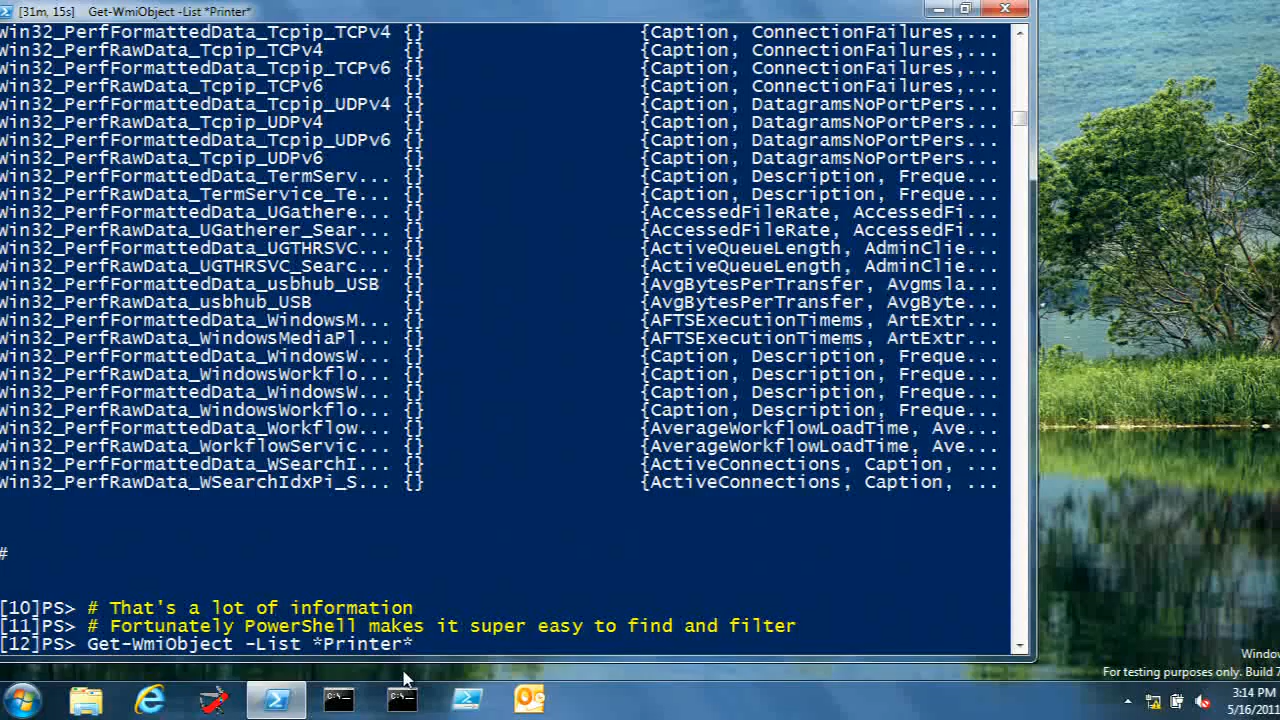 [31m, 15s] Get-WmiObject -List *Printer*
Win32_PerfFormattedData_Tcpip_TCPv4 {} {Caption, ConnectionFailures,...
Win32_PerfRawData_Tcpip_TCPv4 {} {Caption, ConnectionFailures,...
Win32_PerfFormattedData_Tcpip_TCPv6 {} {Caption, ConnectionFailures,...
Win32_PerfRawData_Tcpip_TCPv6 {} {Caption, ConnectionFailures,...
Win32_PerfFormattedData_Tcpip_UDPv4 {} {Caption, DatagramsNoPortPers...
Win32_PerfRawData_Tcpip_UDPv4 {} {Caption, DatagramsNoPortPers...
Win32_PerfFormattedData_Tcpip_UDPv6 {} {Caption, DatagramsNoPortPers...
Win32_PerfRawData_Tcpip_UDPv6 {} {Caption, DatagramsNoPortPers...
Win32_PerfFormattedData_TermServ... {} {Caption, Description, Freque...
Win32_PerfRawData_TermService_Te... {} {Caption, Description, Freque...
Win32_PerfFormattedData_UGathere... {} {AccessedFileRate, AccessedFi...
Win32_PerfRawData_UGatherer_Sear... {} {AccessedFileRate, AccessedFi...
Win32_PerfFormattedData_UGTHRSVC... {} {ActiveQueueLength, AdminClie...
Win32_PerfRawData_UGTHRSVC_Searc... {} {ActiveQueueLength, AdminClie...
Win32_PerfFormattedData_usbhub_USB {} {AvgBytesPerTransfer, Avgmsla...
Win32_PerfRawData_usbhub_USB {} {AvgBytesPerTransfer, AvgByte...
Win32_PerfFormattedData_WindowsM... {} {AFTSExecutionTimems, ArtExtr...
Win32_PerfRawData_WindowsMediaPl... {} {AFTSExecutionTimems, ArtExtr...
Win32_PerfFormattedData_WindowsW... {} {Caption, Description, Freque...
Win32_PerfRawData_WindowsWorkflo... {} {Caption, Description, Freque...
Win32_PerfFormattedData_WindowsW... {} {Caption, Description, Freque...
Win32_PerfRawData_WindowsWorkflo... {} {Caption, Description, Freque...
Win32_PerfFormattedData_Workflow... {} {AverageWorkflowLoadTime, Ave...
Win32_PerfRawData_WorkflowServic... {} {AverageWorkflowLoadTime, Ave...
Win32_PerfFormattedData_WSearchI... {} {ActiveConnections, Caption, ...
Win32_PerfRawData_WSearchIdxPi_S... {} {ActiveConnections, Caption, ...
#
[10]PS> # That's a lot of information
[11]PS> # Fortunately PowerShell makes it super easy to find and filter
[12]PS> Get-WmiObject -List *Printer*
Window
For testing purposes only. Build 7
3:14 PM
5/16/2011